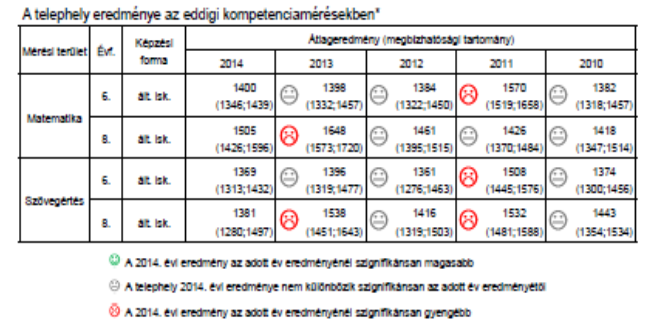 A telephely eredménye az eddigi kompetenciamérésekben*
Mérési terület Évf. Képzési forma Átlageredmény (megbízhatósági tartomány)
2014 2013 2012 2011 2010
Matematika
6. ált. isk. 1400 1398 1384 1570 1382
(1346;1439) (1332;1457) (1322;1450) (1519;1658) (1318;1457)
8. ált. isk. 1505 1648 1461 1426 1418
(1426;1596) (1573;1720) (1395;1515) (1370;1484) (1347;1514)
Szövegértés
6. ált. isk. 1369 1396 1361 1508 1374
(1313;1432) (1319;1477) (1276;1463) (1445;1576) (1300;1456)
8. ált. isk. 1381 1538 1416 1532 1443
(1280;1497) (1451;1643) (1319;1503) (1481;1588) (1354;1534)
A 2014. évi eredmény az adott év eredményénél szignifikánsan magasabb
A telephely 2014. évi eredménye nem különbözik szignifikánsan az adott év eredményétől
A 2014. évi eredmény az adott év eredményénél szignifikánsan gyengébb